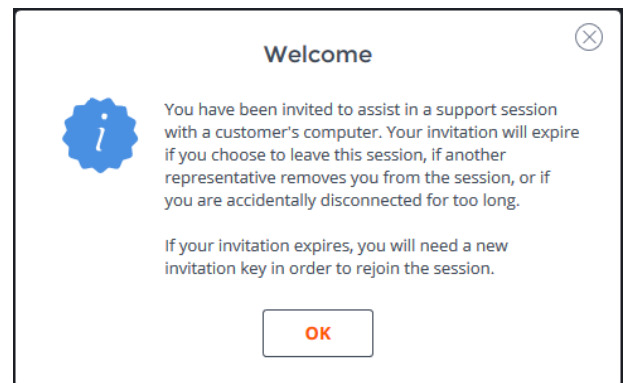 Welcome
You have been invited to assist in a support session
with a customer's computer. Your invitation will expire
if you choose to leave this session, if another
representative removes you from the session, or if
you are accidentally disconnected for too long.
If your invitation expires, you will need a new
invitation key in order to rejoin the session.
OK